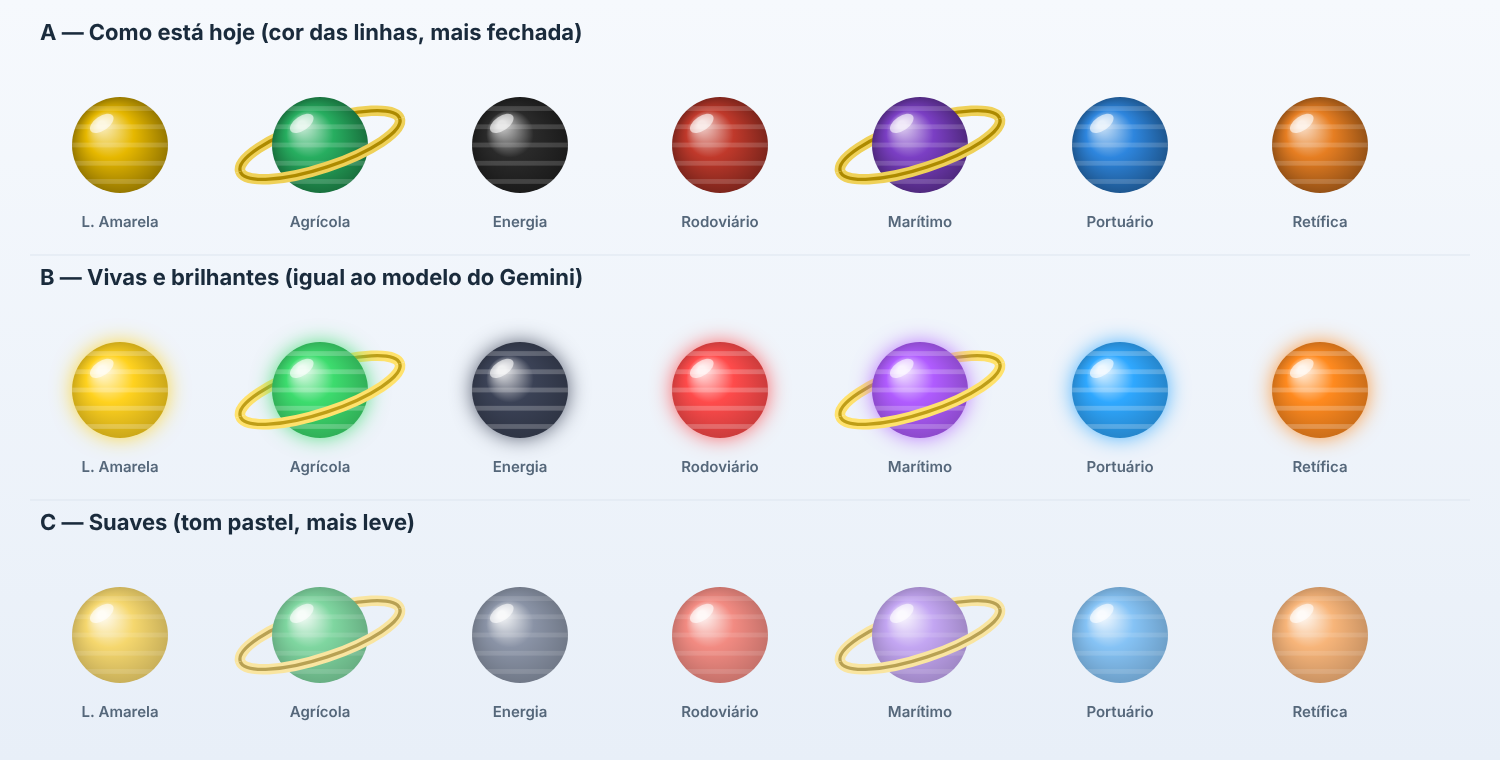 A — Como está hoje (cor das linhas, mais fechada)
L. Amarela Agrícola Energia Rodoviário Marítimo Portuário Retífica
B — Vivas e brilhantes (igual ao modelo do Gemini)
L. Amarela Agrícola Energia Rodoviário Marítimo Portuário Retífica
C — Suaves (tom pastel, mais leve)
L. Amarela Agrícola Energia Rodoviário Marítimo Portuário Retífica